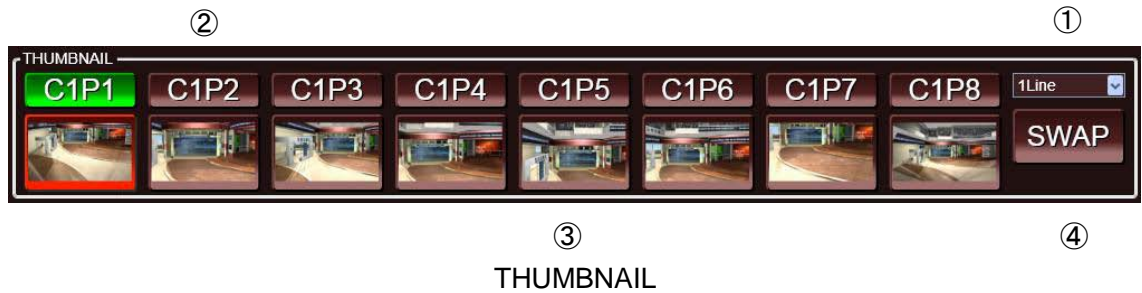 ② ①
THUMBNAIL
C1P1 C1P2 C1P3 C1P4 C1P5 C1P6 C1P7 C1P8 1Line
SWAP
③ ④
THUMBNAIL